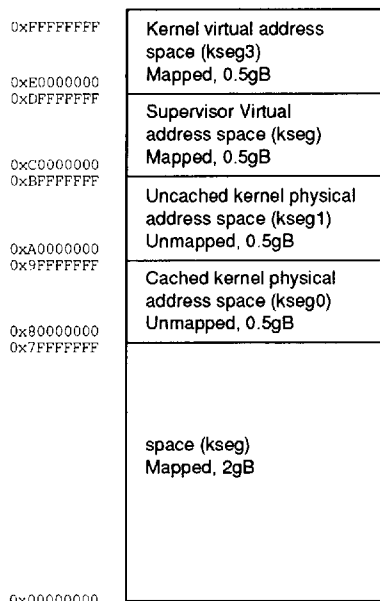 0xFFFFFFFF
Kernel virtual address
space (kseg3)
Mapped, 0.5gB
0xE0000000
0xDFFFFFFF
Supervisor Virtual
address space (kseg)
Mapped, 0.5gB
0xC0000000
0xBFFFFFFF
Uncached kernel physical
address space (kseg1)
Unmapped, 0.5gB
0xA0000000
0x9FFFFFFF
Cached kernel physical
address space (kseg0)
Unmapped, 0.5gB
0x80000000
0x7FFFFFFF
space (kseg)
Mapped, 2gB
0x00000000